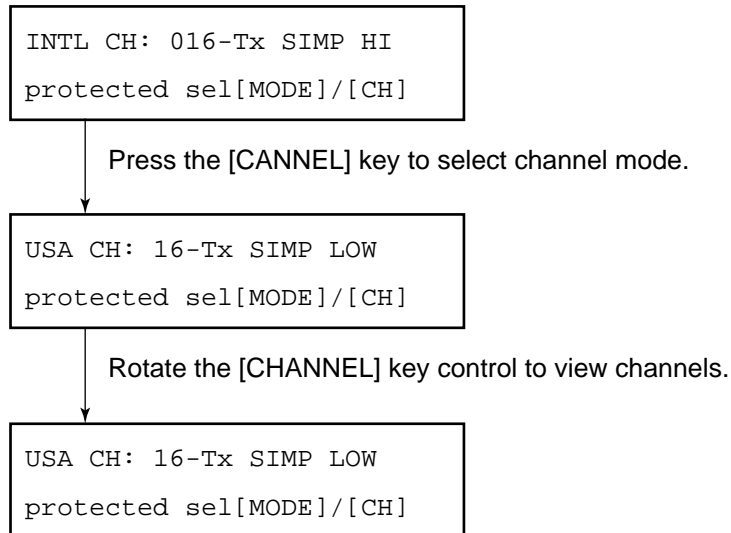 INTL CH: 016-Tx SIMP HI
protected sel[MODE]/[CH]
Press the [CANNEL] key to select channel mode.
USA CH: 16-Tx SIMP LOW
protected sel[MODE]/[CH]
Rotate the [CHANNEL] key control to view channels.
USA CH: 16-Tx SIMP LOW
protected sel[MODE]/[CH]